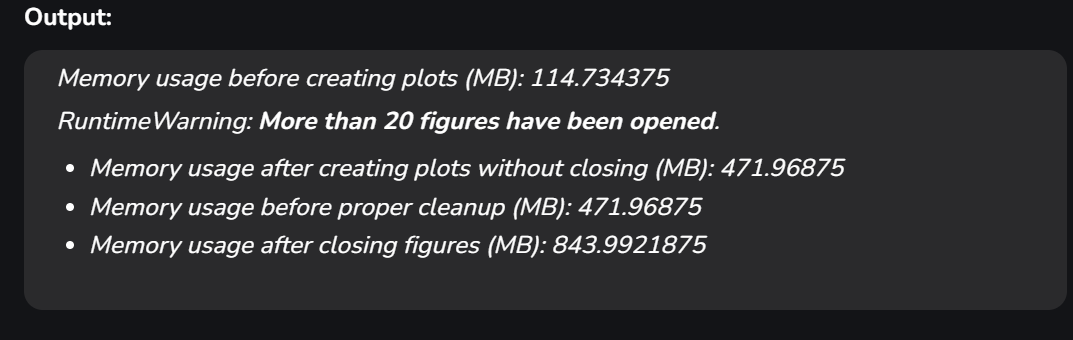 Output:
Memory usage before creating plots (MB): 114.734375
RuntimeWarning: More than 20 figures have been opened.
• Memory usage after creating plots without closing (MB): 471.96875
• Memory usage before proper cleanup (MB): 471.96875
• Memory usage after closing figures (MB): 843.9921875